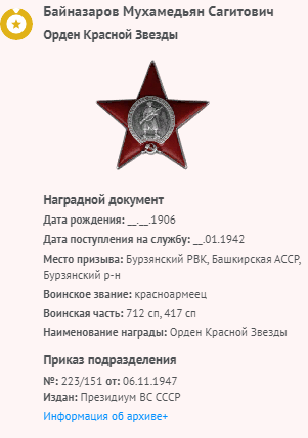 Байназаров Мухамедьян Сагитович
Орден Красной Звезды
Наградной документ
Дата рождения: __.__.1906
Дата поступления на службу: __.01.1942
Место призыва: Бурзянский РВК, Башкирская АССР,
Бурзянский р-н
Воинское звание: красноармеец
Воинская часть: 712 сп, 417 сп
Наименование награды: Орден Красной Звезды
Приказ подразделения
№: 223/151 от: 06.11.1947
Издан: Президиум ВС СССР
Информация об архиве+